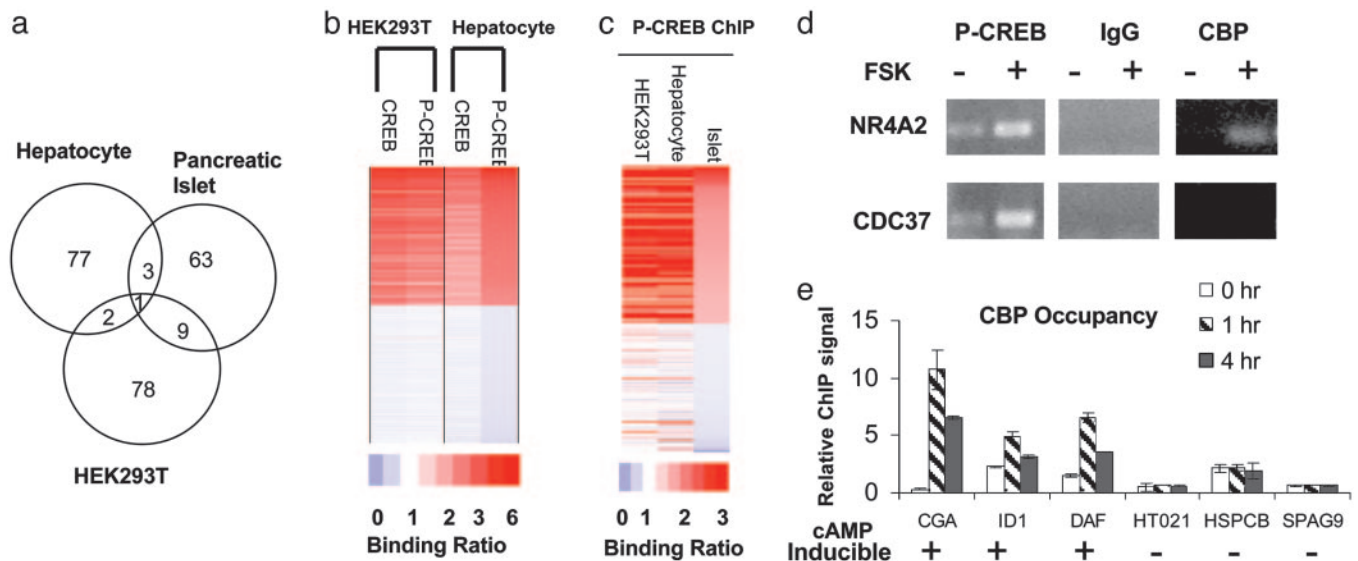 a
Hepatocyte
Pancreatic
Islet
77
3
63
1
2
9
78
HEK293T
b
HEK293T
Hepatocyte
CREB
P-CREB
CREB
P-CREB
0 1 2 3 6
Binding Ratio
c
P-CREB ChIP
HEK293T
Hepatocyte
Islet
0 1 2 3
Binding Ratio
d
P-CREB IgG CBP
FSK - + - + - +
NR4A2
CDC37
e
CBP Occupancy
0 hr
1 hr
4 hr
Relative ChIP signal
15
10
5
0
CGA ID1 DAF HT021 HSPCB SPAG9
cAMP
Inducible + + + - - -